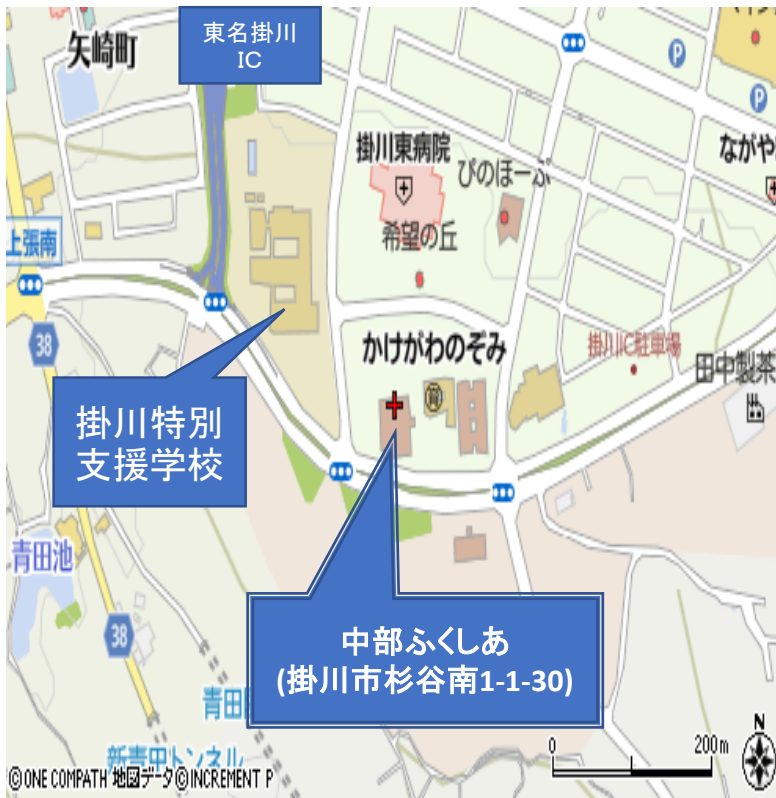 矢崎町
東名掛川
IC
掛川東病院
ぴのほーぷ
ながや
希望の丘
上張南
38
かけがわのぞみ
掛川IC駐車場
田中製茶
掛川特別
支援学校
青田池
38
中部ふくしあ
(掛川市杉谷南1-1-30)
青田
新青田トンネル
0
200m
N
P
P
©ONE COMPATH 地図データ©INCREMENT P